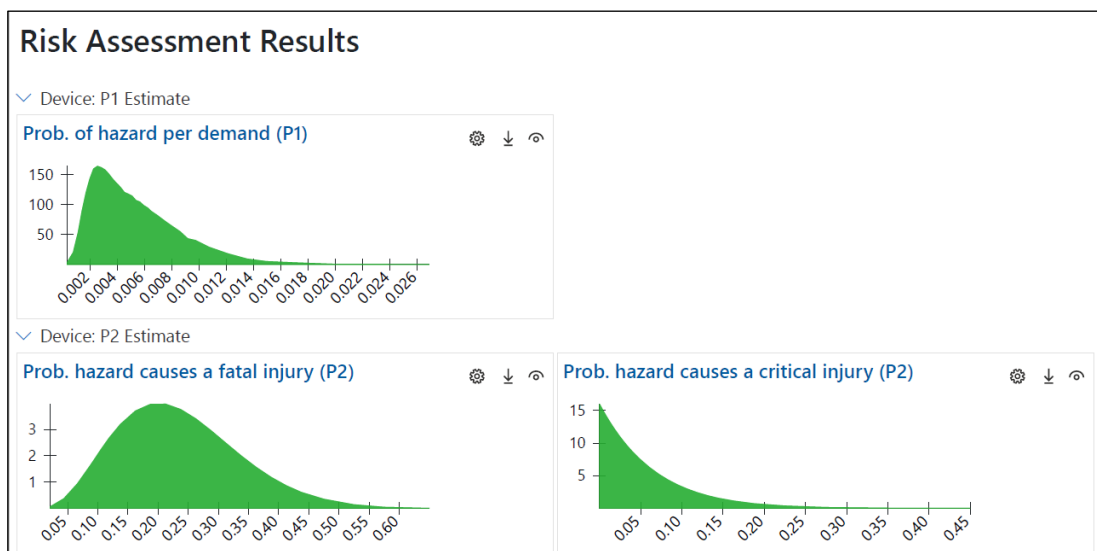 Risk Assessment Results
Device: P1 Estimate
Prob. of hazard per demand (P1)
150
100
50
0.002 0.004 0.006 0.008 0.010 0.012 0.014 0.016 0.018 0.020 0.022 0.024 0.026
Device: P2 Estimate
Prob. hazard causes a fatal injury (P2)
3
2
1
0.05 0.10 0.15 0.20 0.25 0.30 0.35 0.40 0.45 0.50 0.55 0.60
Prob. hazard causes a critical injury (P2)
15
10
5
0.05 0.10 0.15 0.20 0.25 0.30 0.35 0.40 0.45